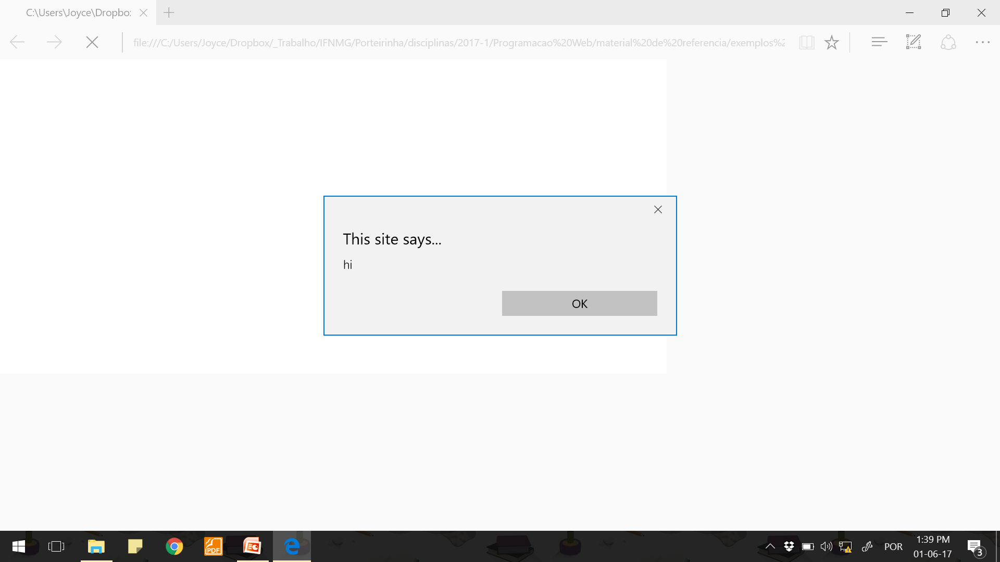 C:\Users\Joyce\Dropbo:
file:///C:/Users/Joyce/Dropbox/_Trabalho/IFNMG/Porteirinha/disciplinas/2017-1/Programacao%20Web/material%20de%20referencia/exemplos%2
This site says...
hi
OK
PDF
POR
1:39 PM
01-06-17
3